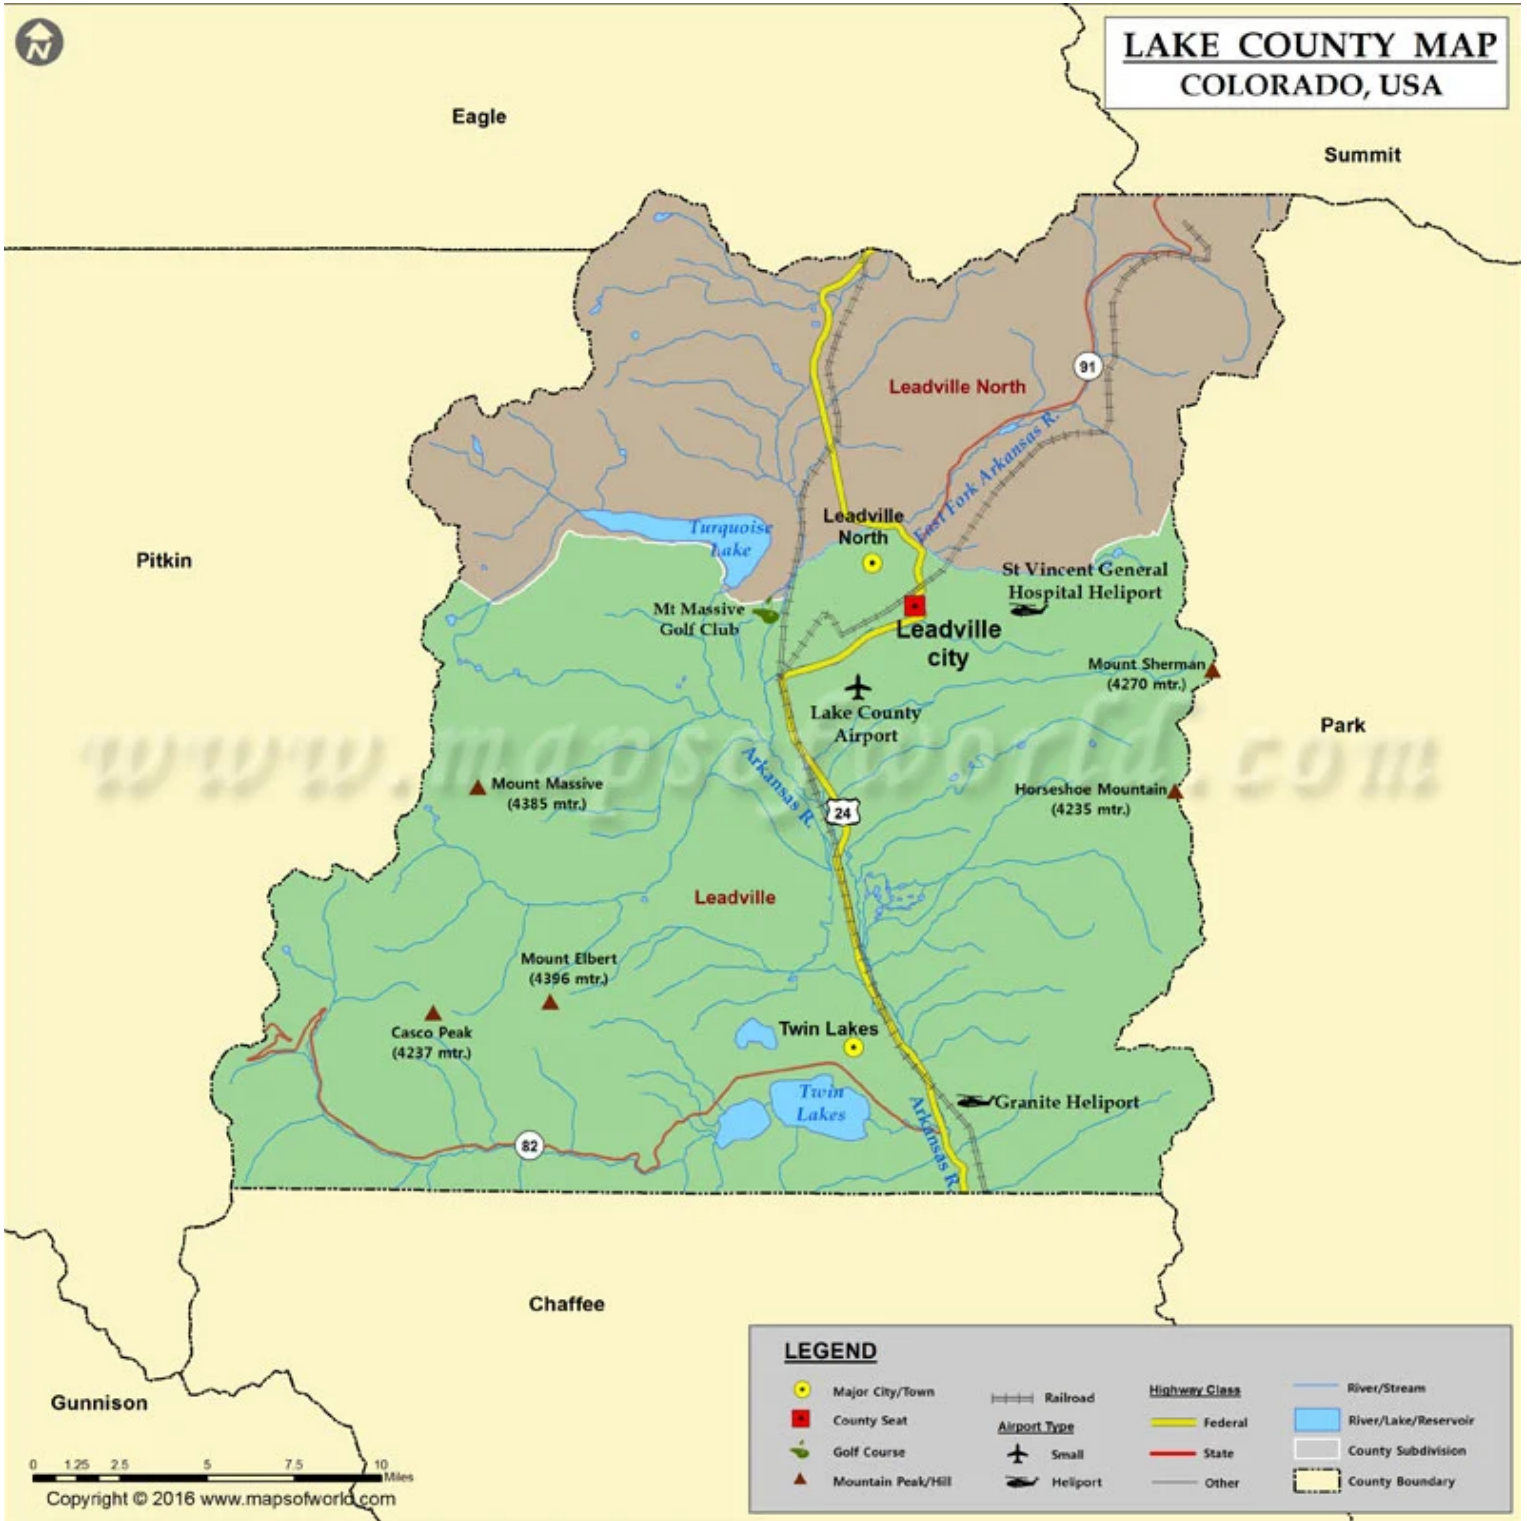 N
LAKE COUNTY MAP
COLORADO, USA
Eagle
Summit
Leadville North
91
East Fork Arkansas R.
Leadville
North
Turquoise
Lake
Pitkin
St Vincent General
Hospital Heliport
Mt Massive
Golf Club
Leadville
city
Mount Sherman
(4270 mtr.)
Lake County
Airport
Park
www.mapsofworld.com
Arkansas R.
Mount Massive
(4385 mtr.)
Horseshoe Mountain
(4235 mtr.)
24
Leadville
Mount Elbert
(4396 mtr.)
Casco Peak
(4237 mtr.)
Twin Lakes
Twin
Lakes
Granite Heliport
Arkansas R.
82
Chaffee
Gunnison
LEGEND
Major City/Town
County Seat
Golf Course
Mountain Peak/Hill
Railroad
Airport Type
Small
Heliport
Highway Class
Federal
State
Other
River/Stream
River/Lake/Reservoir
County Subdivision
County Boundary
0 1.25 2.5 5 7.5 10
Miles
Copyright © 2016 www.mapsofworld.com